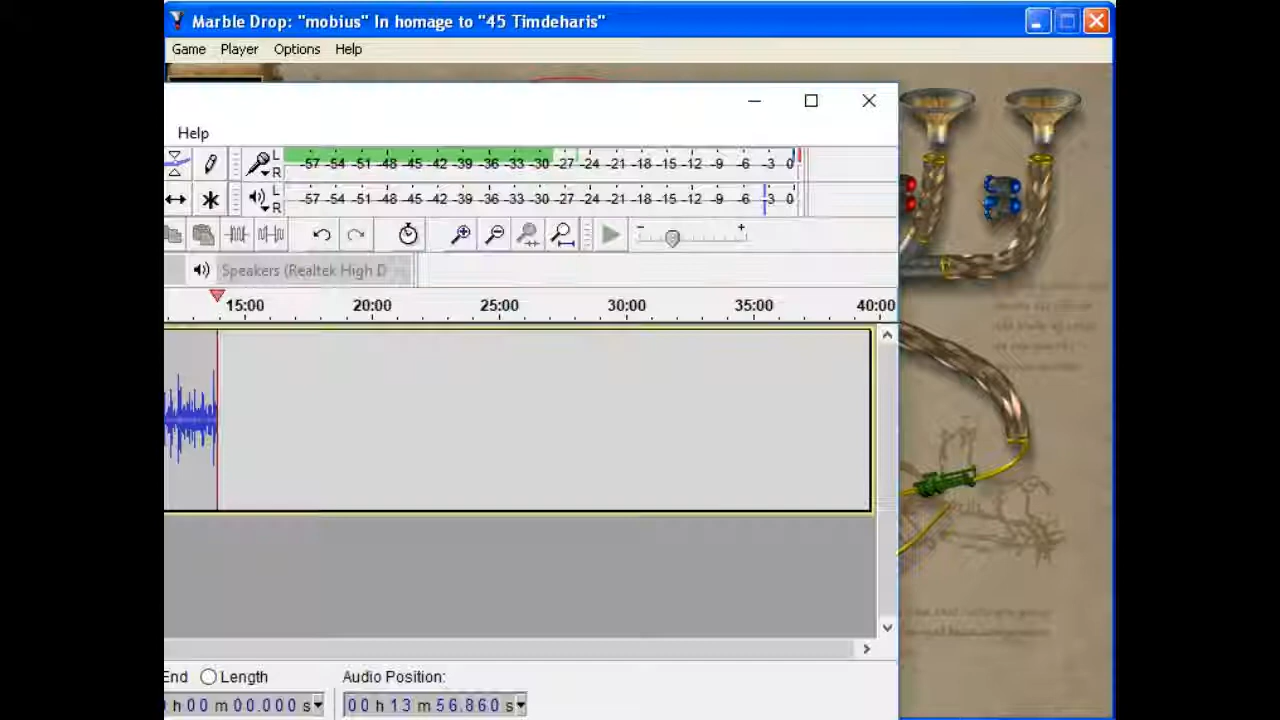 Marble Drop: "mobius" In homage to "45 Timdeharis"
Game Player Options Help
Help
L
R
-57 -54 -51 -48 -45 -42 -39 -36 -33 -30 -27 -24 -21 -18 -15 -12 -9 -6 -3 0
L
R
-57 -54 -51 -48 -45 -42 -39 -36 -33 -30 -27 -24 -21 -18 -15 -12 -9 -6 -3 0
- +
Speakers (Realtek High D
15:00 20:00 25:00 30:00 35:00 40:00
End Length Audio Position:
h 00 m 00.000 s 00 h 13 m 56.860 s